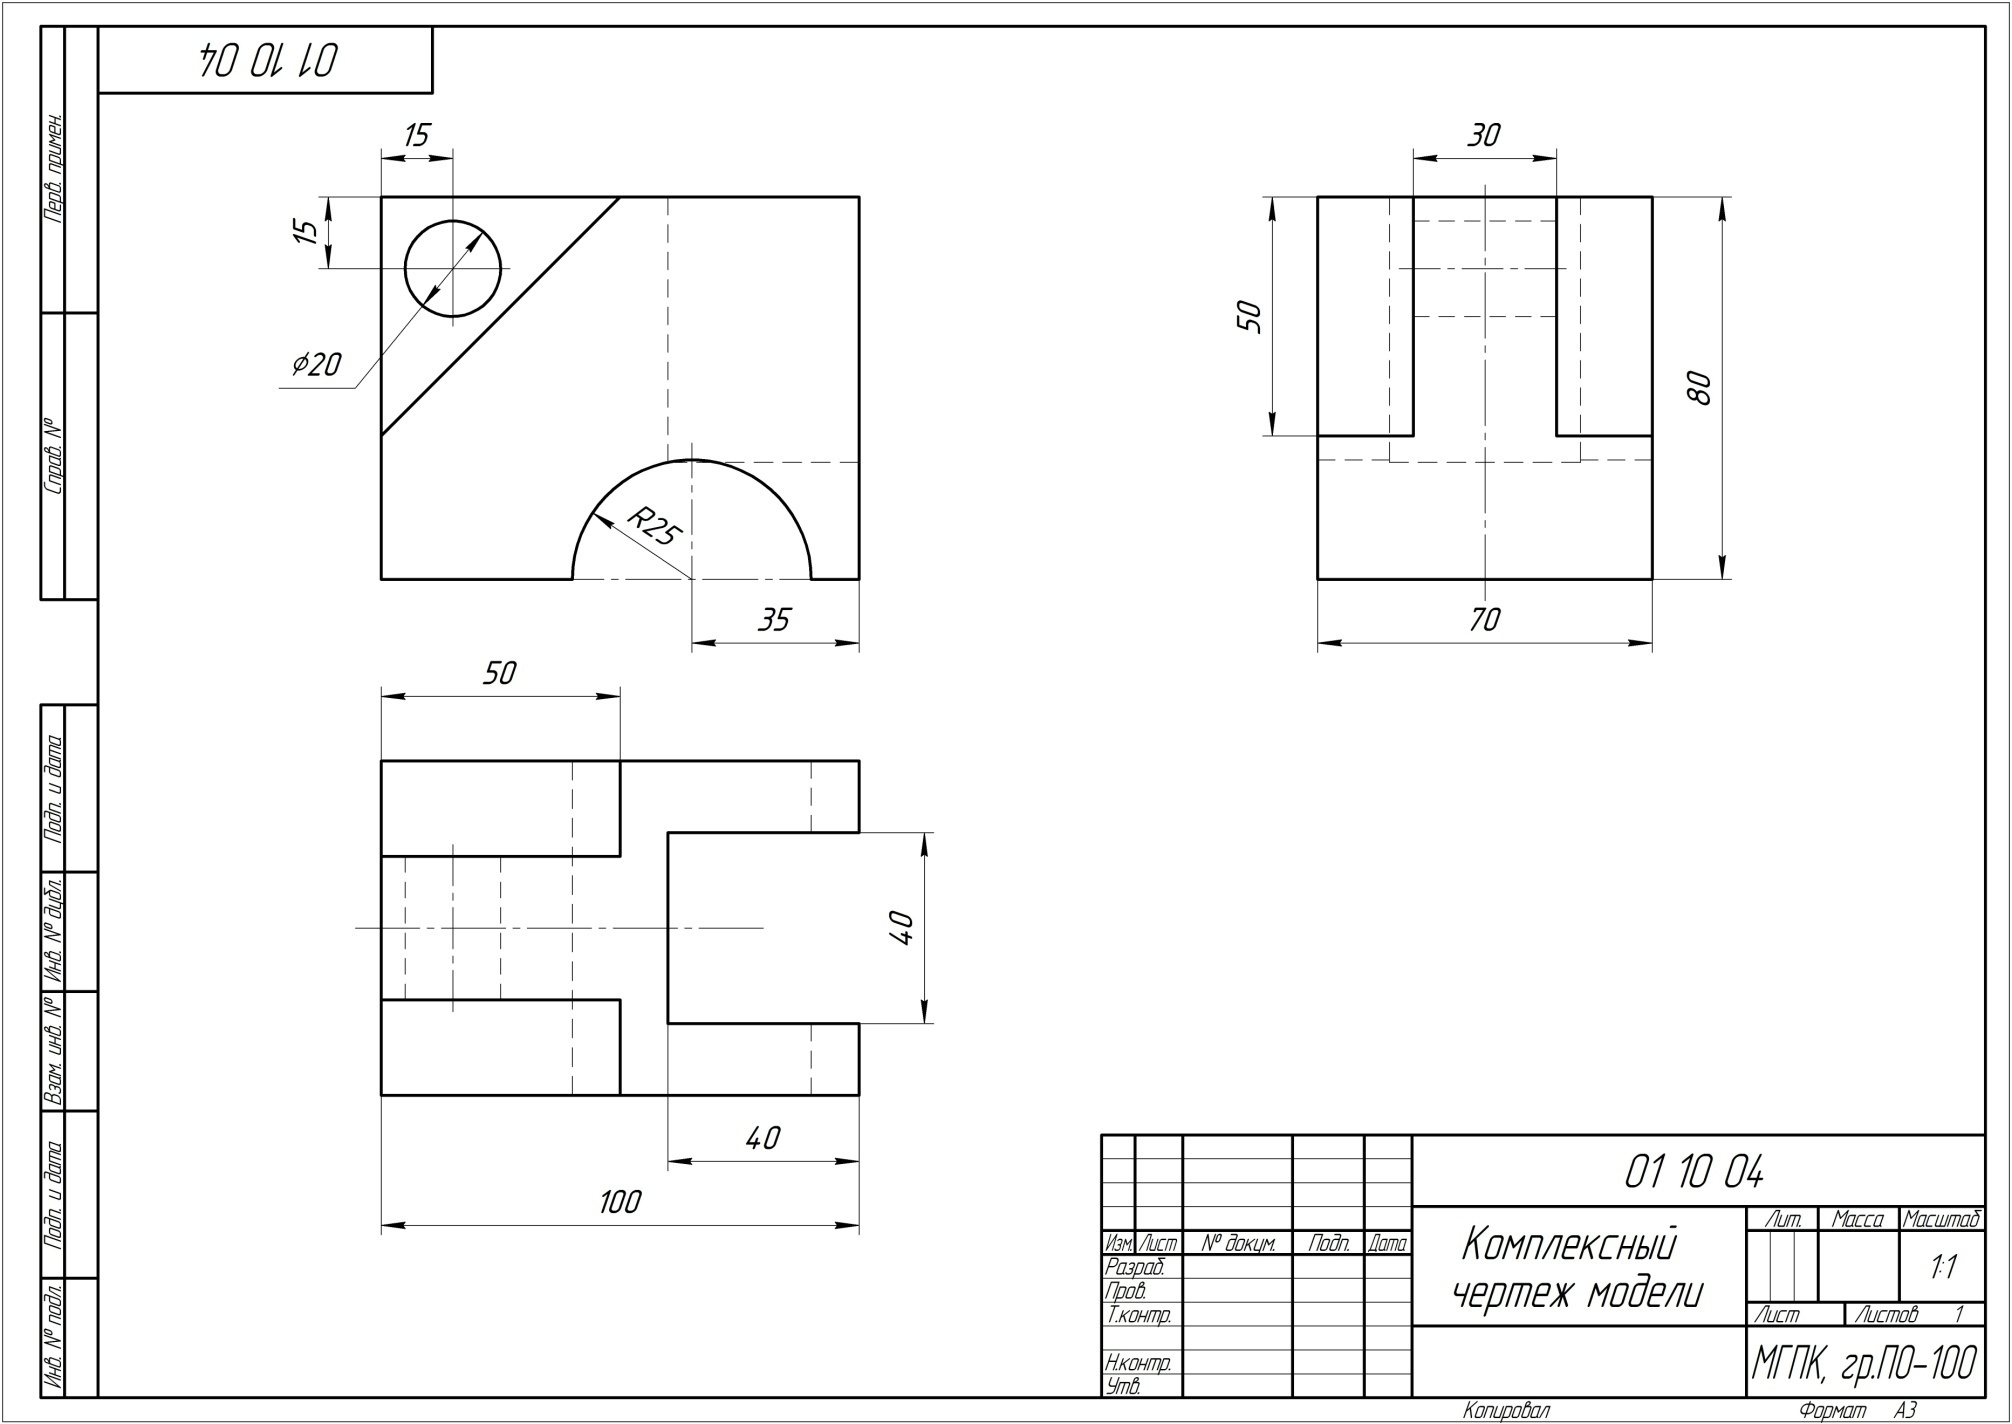 01 10 04
Перв. примен.
Справ. №
Подп. и дата
Инв. № дубл.
Взам. инв. №
Подп. и дата
Инв. № подл.
15
15
⌀20
R25
35
30
50
80
70
50
40
40
100
01 10 04
Изм. Лист № докум. Подп. Дата
Разраб.
Пров.
Т.контр.
Н.контр.
Утв.
Комплексный
чертеж модели
Лит. Масса Масштаб
1:1
Лист Листов 1
МГПК, гр.ПО-100
Копировал Формат А3